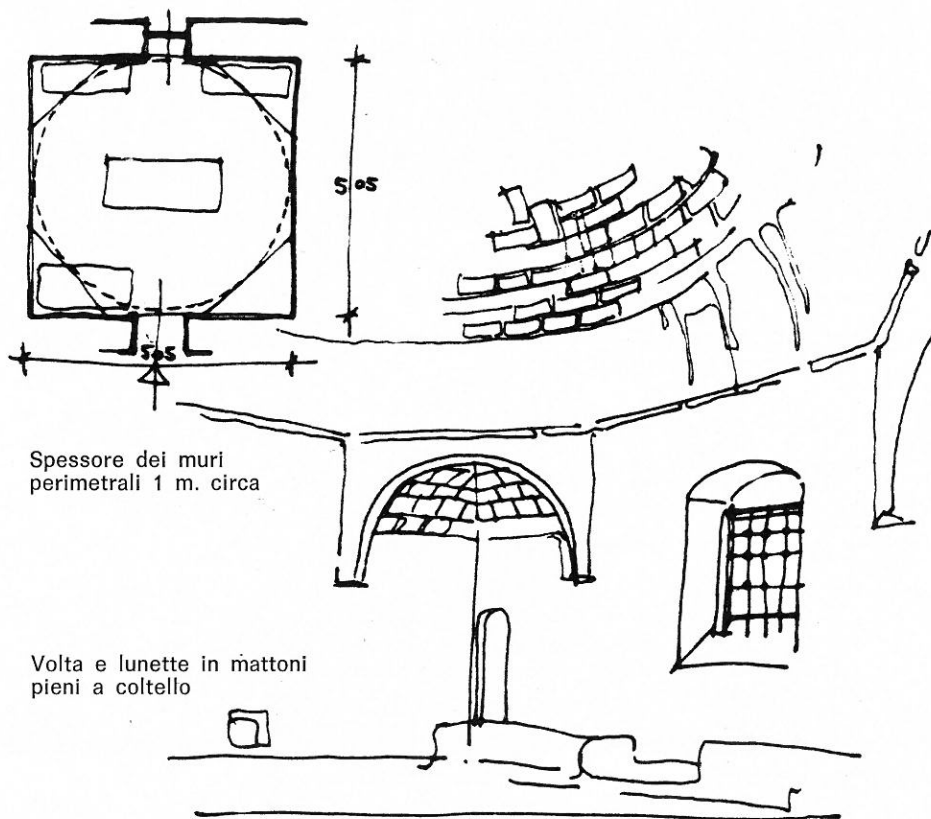 5.05
5.05
Spessore dei muri
perimetrali 1 m. circa
Volta e lunette in mattoni
pieni a coltello